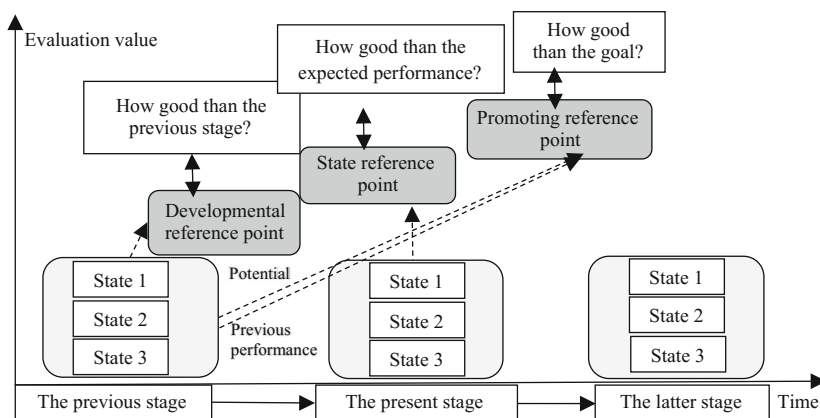 Evaluation value
How good than the
previous stage?
How good than the
expected performance?
How good
than the goal?
Developmental
reference point
State reference
point
Promoting reference
point
State 1
State 2
State 3
Potential
Previous
performance
State 1
State 2
State 3
State 1
State 2
State 3
The previous stage
The present stage
The latter stage
Time